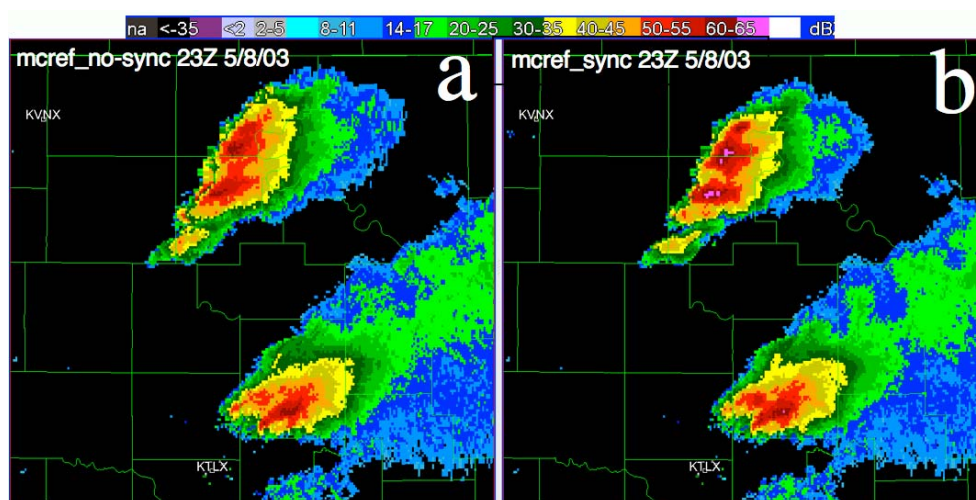 na <-35 <2 2-5 8-11 14-17 20-25 30-35 40-45 50-55 60-65 dBZ
mcref_no-sync 23Z 5/8/03 a
mcref_sync 23Z 5/8/03 b
KVNX
KVNX
KTLX
KTLX